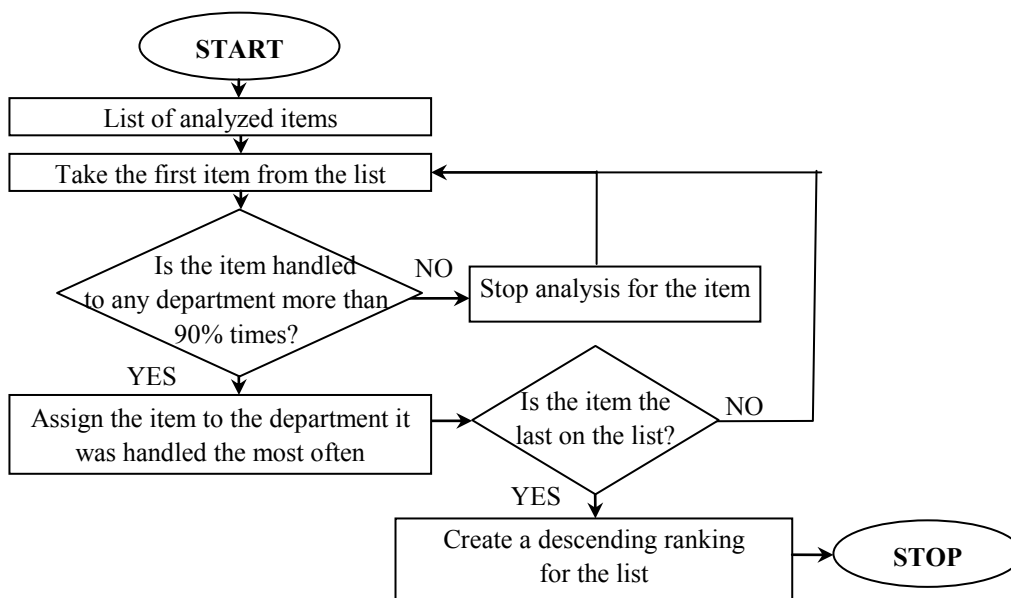 START
List of analyzed items
Take the first item from the list
Is the item handled
to any department more than
90% times?
NO
Stop analysis for the item
YES
Assign the item to the department it
was handled the most often
Is the item the
last on the list?
NO
YES
Create a descending ranking
for the list
STOP